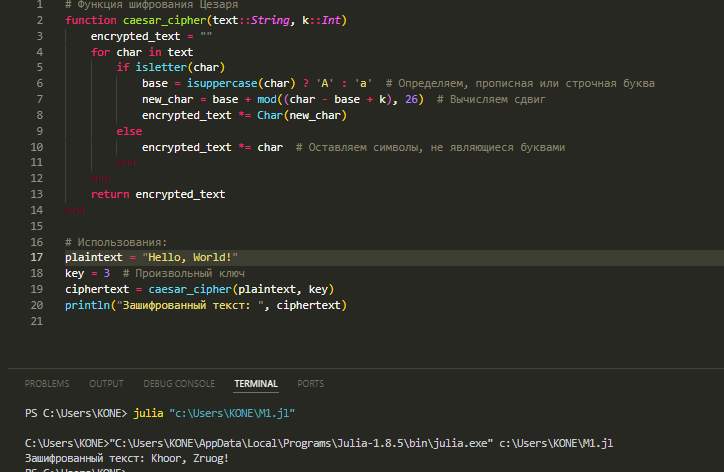 1 # Функция шифрования Цезаря
2 function caesar_cipher(text::String, k::Int)
3 encrypted_text = ""
4 for char in text
5 if isletter(char)
6 base = isuppercase(char) ? 'A' : 'a' # Определяем, прописная или строчная буква
7 new_char = base + mod((char - base + k), 26) # Вычисляем сдвиг
8 encrypted_text *= Char(new_char)
9 else
10 encrypted_text *= char # Оставляем символы, не являющиеся буквами
11 end
12 end
13 return encrypted_text
14 end
15
16 # Использования:
17 plaintext = "Hello, World!"
18 key = 3 # Произвольный ключ
19 ciphertext = caesar_cipher(plaintext, key)
20 println("Зашифрованный текст: ", ciphertext)
21
PROBLEMS OUTPUT DEBUG CONSOLE TERMINAL PORTS
PS C:\Users\KONE> julia "c:\Users\KONE\M1.jl"
C:\Users\KONE>"C:\Users\KONE\AppData\Local\Programs\Julia-1.8.5\bin\julia.exe" c:\Users\KONE\M1.jl
Зашифрованный текст: Khoor, Zruog!
PS C:\Users\KONE>